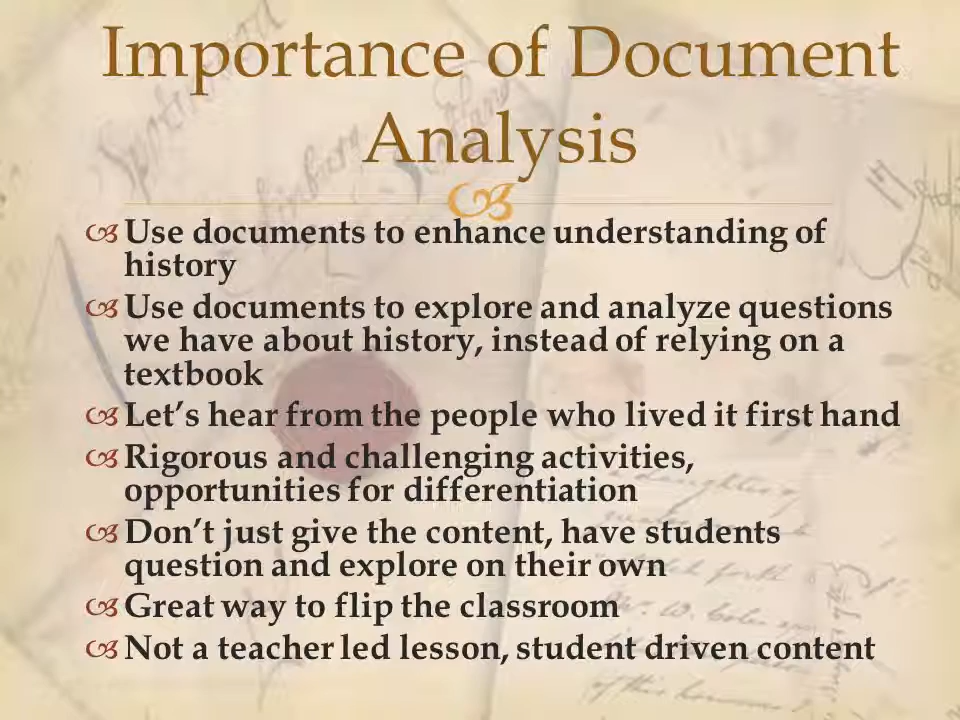 Importance of Document
Analysis
Use documents to enhance understanding of
history
Use documents to explore and analyze questions
we have about history, instead of relying on a
textbook
Let’s hear from the people who lived it first hand
Rigorous and challenging activities,
opportunities for differentiation
Don’t just give the content, have students
question and explore on their own
Great way to flip the classroom
Not a teacher led lesson, student driven content